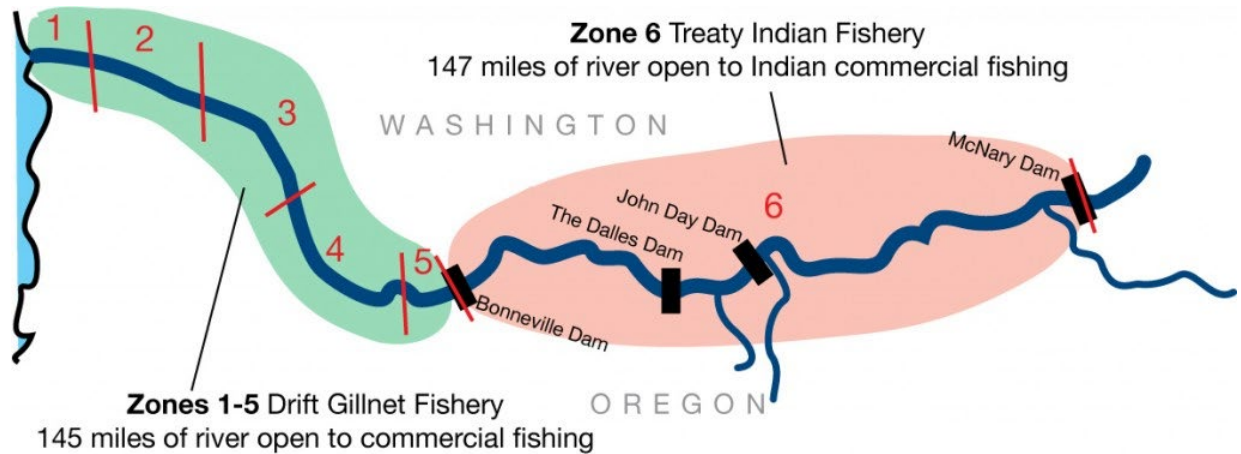 1
2
3
4
5
6
Zone 6 Treaty Indian Fishery
147 miles of river open to Indian commercial fishing
WASHINGTON
McNary Dam
John Day Dam
The Dalles Dam
Bonneville Dam
OREGON
Zones 1-5 Drift Gillnet Fishery
145 miles of river open to commercial fishing